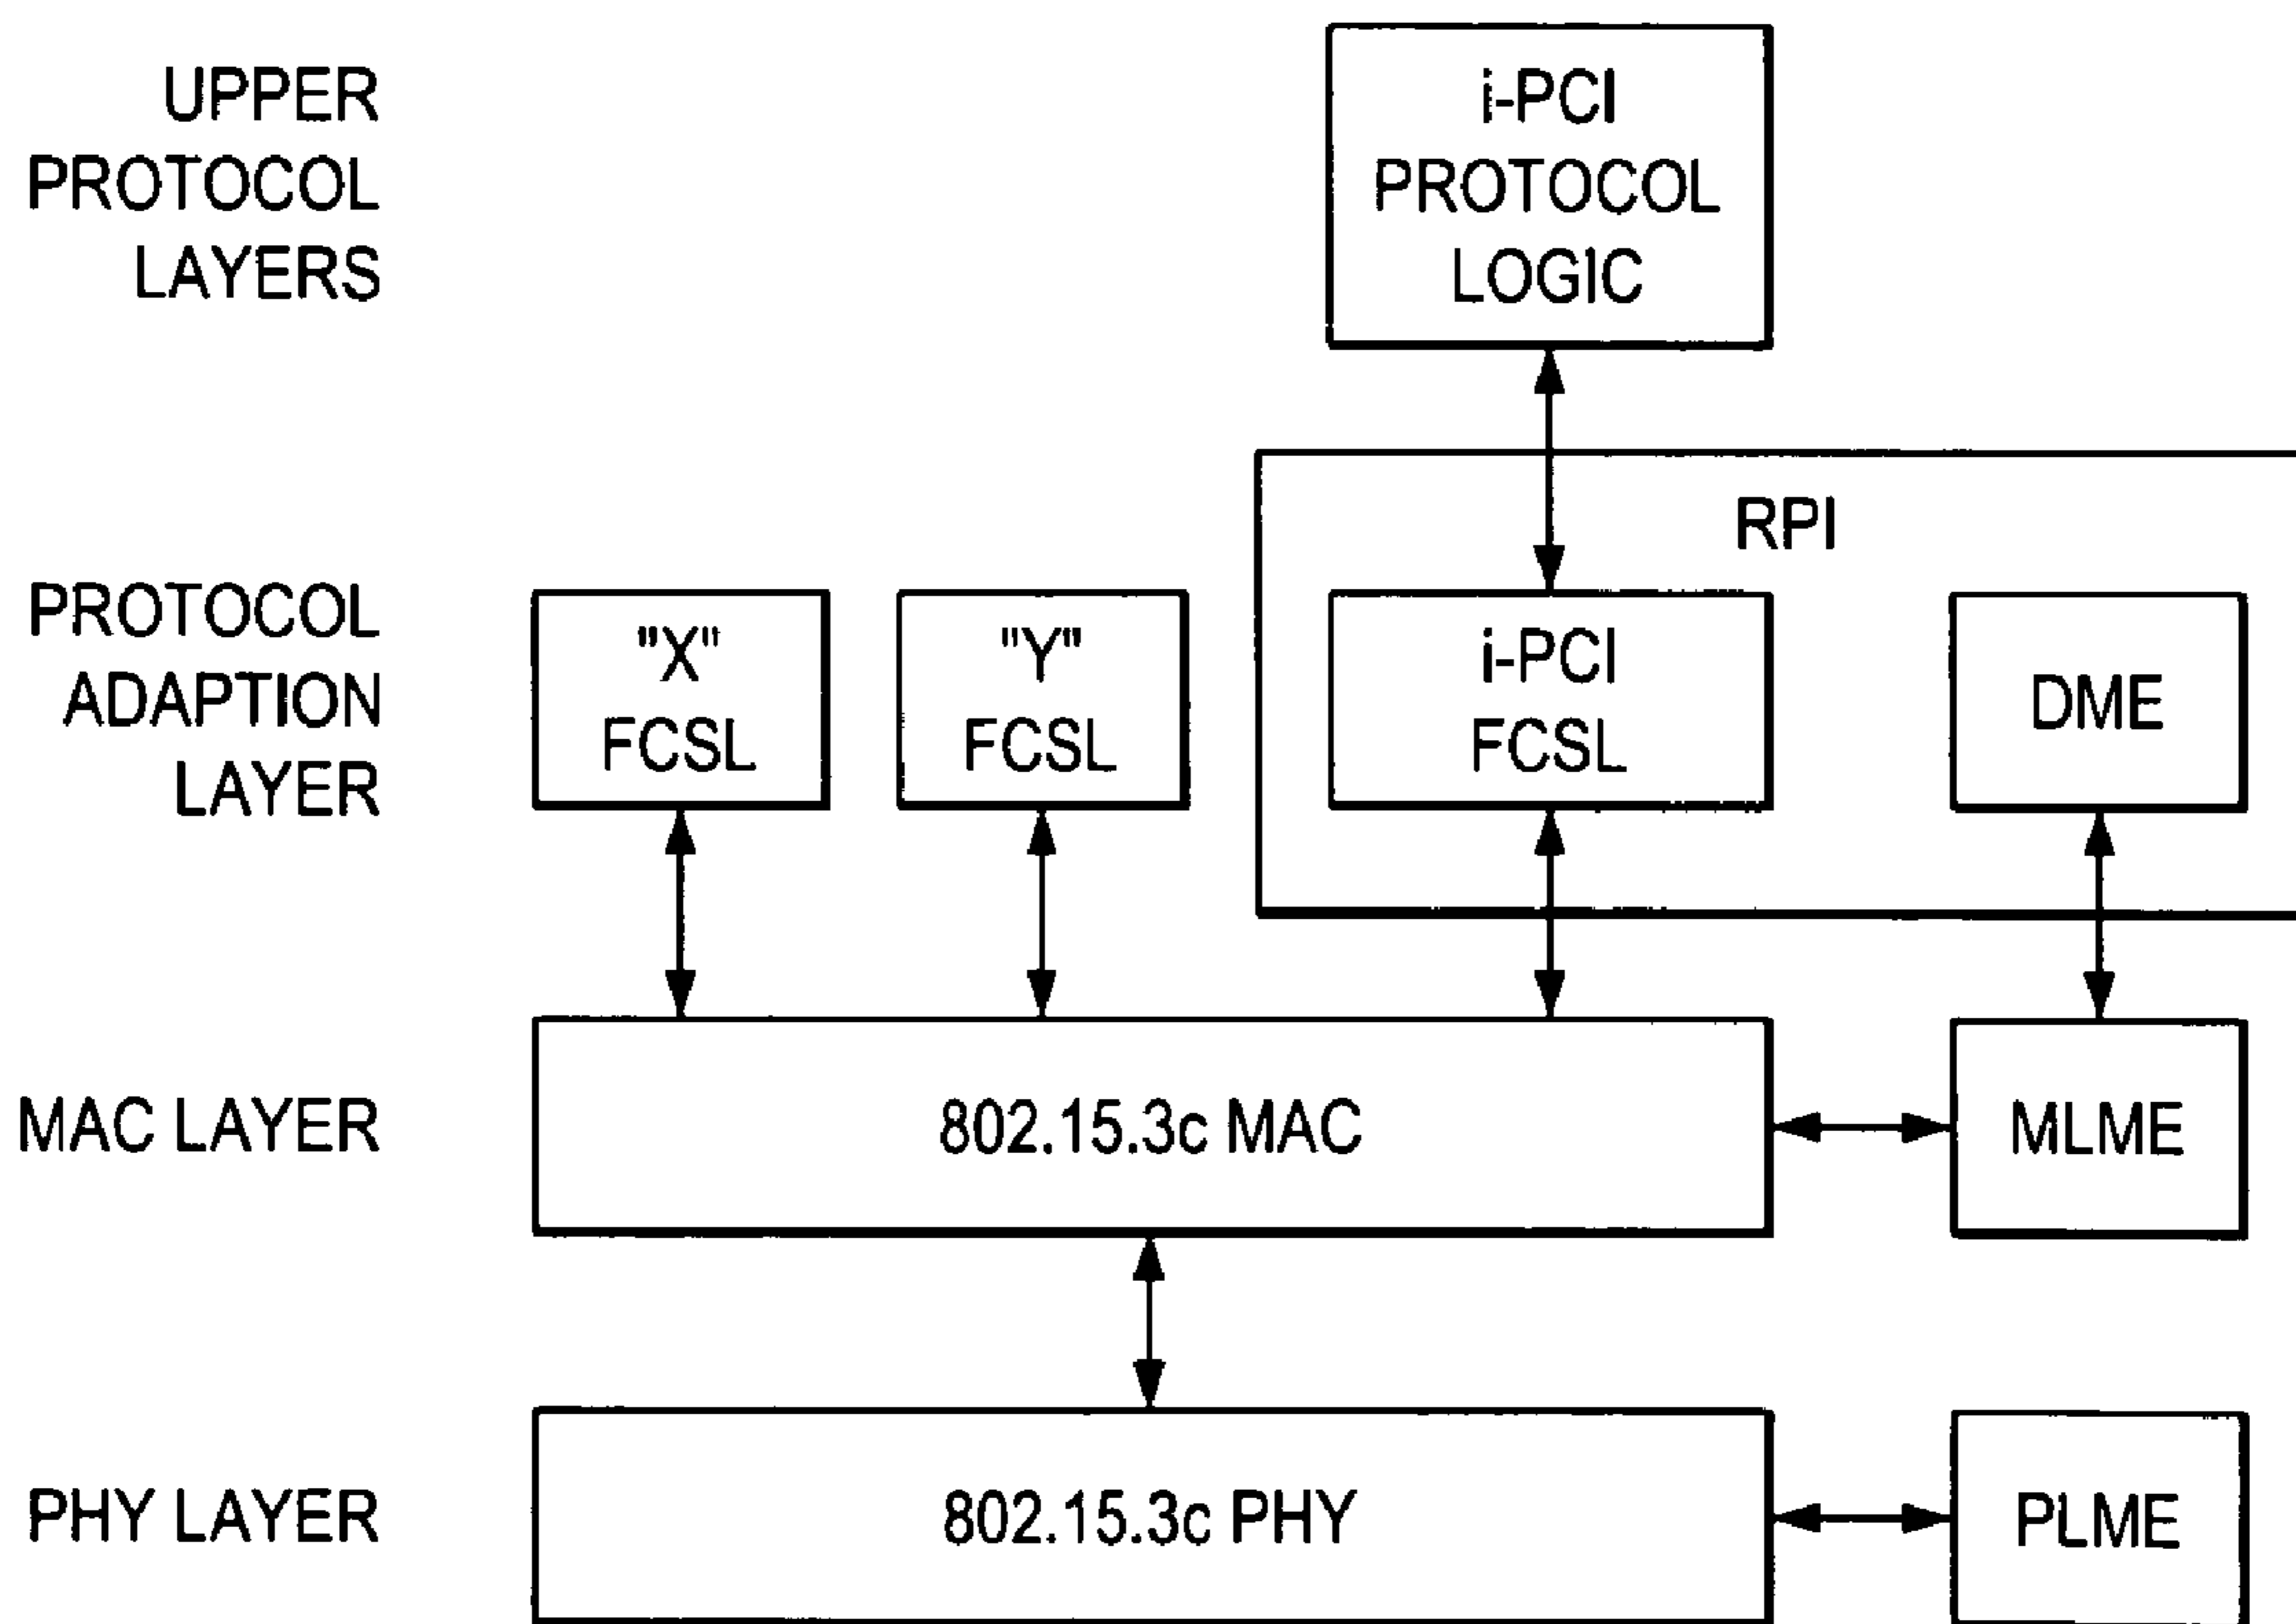 UPPER
PROTOCOL
LAYERS
i-PCI
PROTOCOL
LOGIC
RPI
PROTOCOL
ADAPTION
LAYER
"X"
FCSL
"Y"
FCSL
i-PCI
FCSL
DME
MAC LAYER
802.15.3c MAC
MLME
PHY LAYER
802.15.3c PHY
PLME